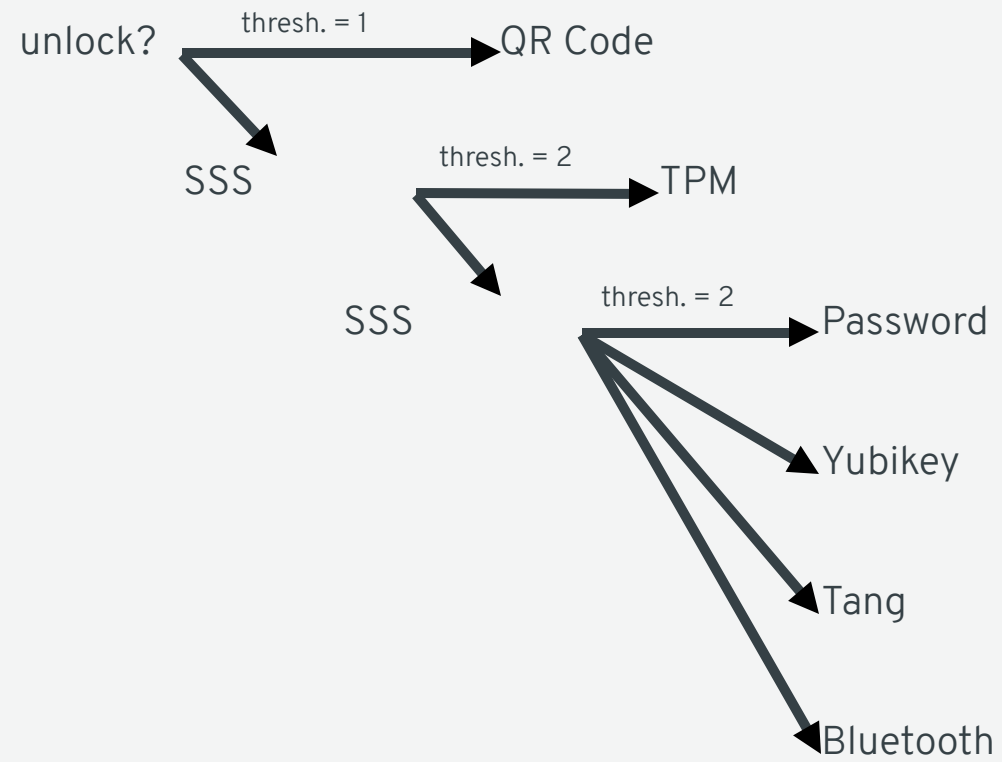 thresh. = 1
unlock?
QR Code
thresh. = 2
SSS
TPM
thresh. = 2
SSS
Password
Yubikey
Tang
Bluetooth